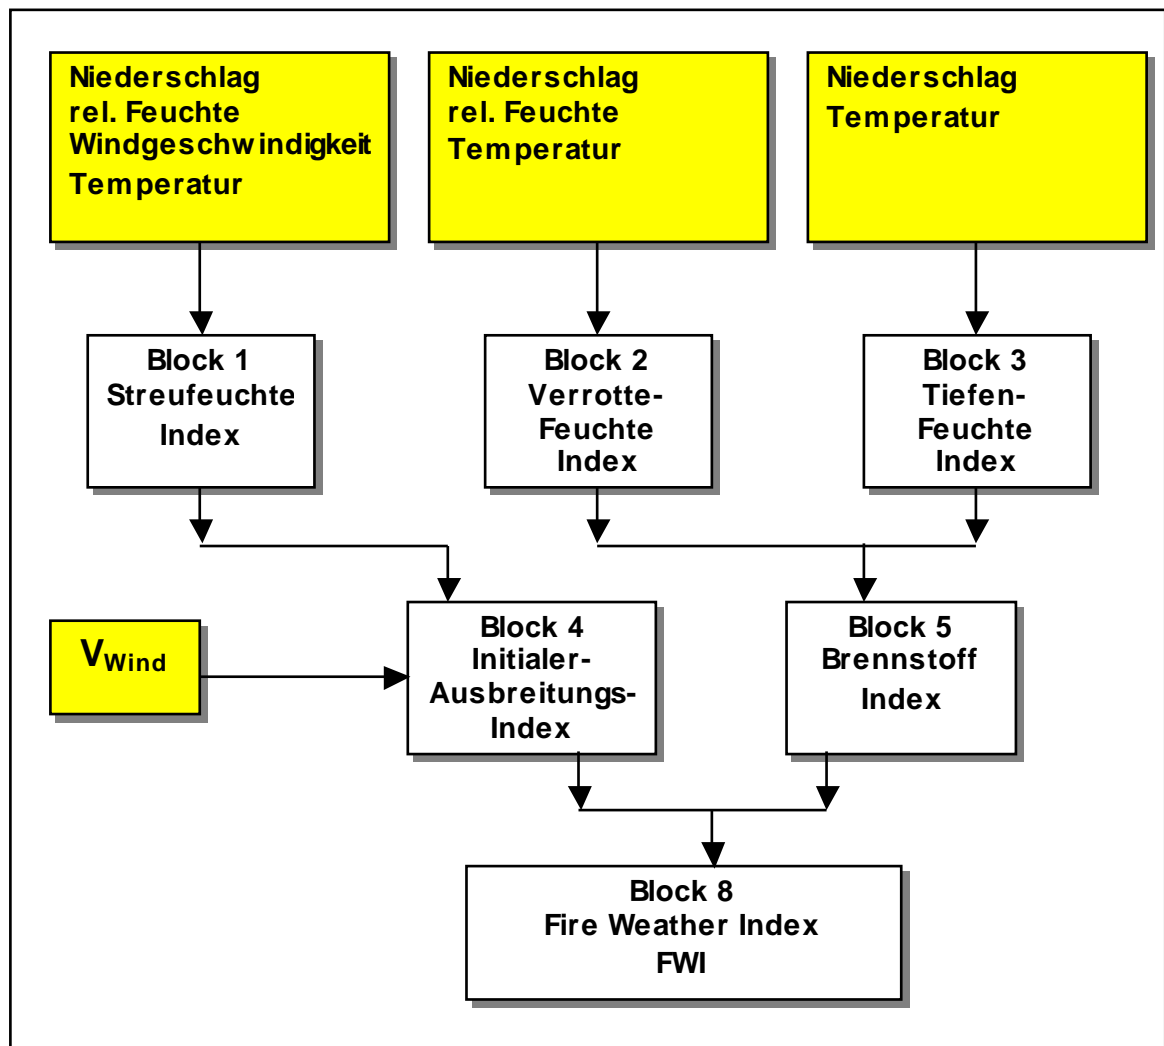 Niederschlag
rel. Feuchte
Windgeschwindigkeit
Temperatur
Niederschlag
rel. Feuchte
Temperatur
Niederschlag
Temperatur
Block 1
Streufeuchte
Index
Block 2
Verrotte-
Feuchte
Index
Block 3
Tiefen-
Feuchte
Index
VWind
Block 4
Initialer-
Ausbreitungs-
Index
Block 5
Brennstoff
Index
Block 8
Fire Weather Index
FWI